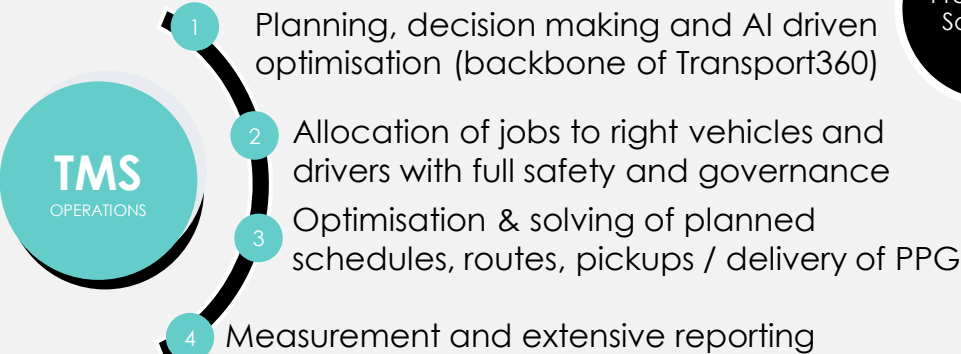 1
Planning, decision making and AI driven
optimisation (backbone of Transport360)
2
Allocation of jobs to right vehicles and
drivers with full safety and governance
TMS
OPERATIONS
3
Optimisation & solving of planned
schedules, routes, pickups / delivery of PPG
4
Measurement and extensive reporting